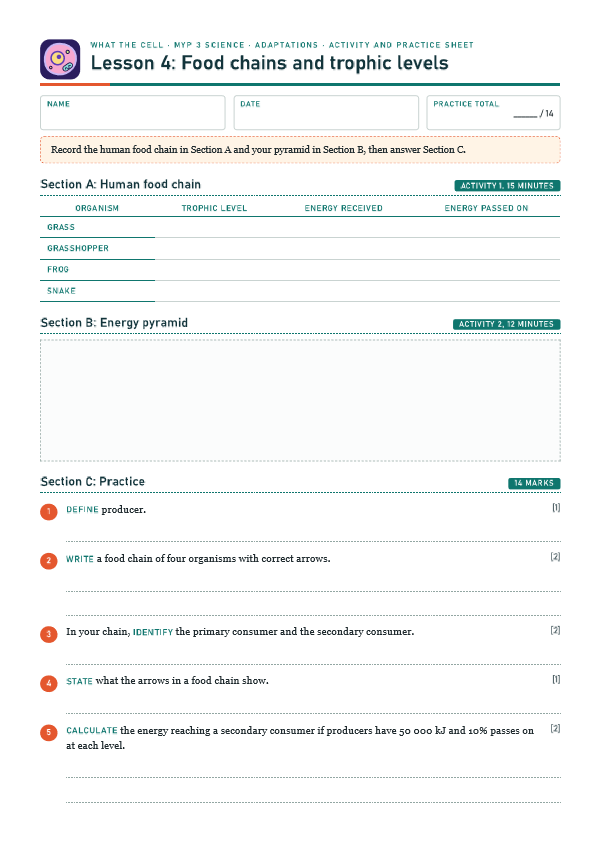 WHAT THE CELL · MYP 3 SCIENCE · ADAPTATIONS · ACTIVITY AND PRACTICE SHEET
Lesson 4: Food chains and trophic levels
NAME
DATE
PRACTICE TOTAL
_____ / 14
Record the human food chain in Section A and your pyramid in Section B, then answer Section C.
Section A: Human food chain
ACTIVITY 1, 15 MINUTES
ORGANISM TROPHIC LEVEL ENERGY RECEIVED ENERGY PASSED ON
GRASS
GRASSHOPPER
FROG
SNAKE
Section B: Energy pyramid
ACTIVITY 2, 12 MINUTES
Section C: Practice
14 MARKS
1 DEFINE producer. [1]
2 WRITE a food chain of four organisms with correct arrows. [2]
3 In your chain, IDENTIFY the primary consumer and the secondary consumer. [2]
4 STATE what the arrows in a food chain show. [1]
5 CALCULATE the energy reaching a secondary consumer if producers have 50 000 kJ and 10% passes on [2]
at each level.